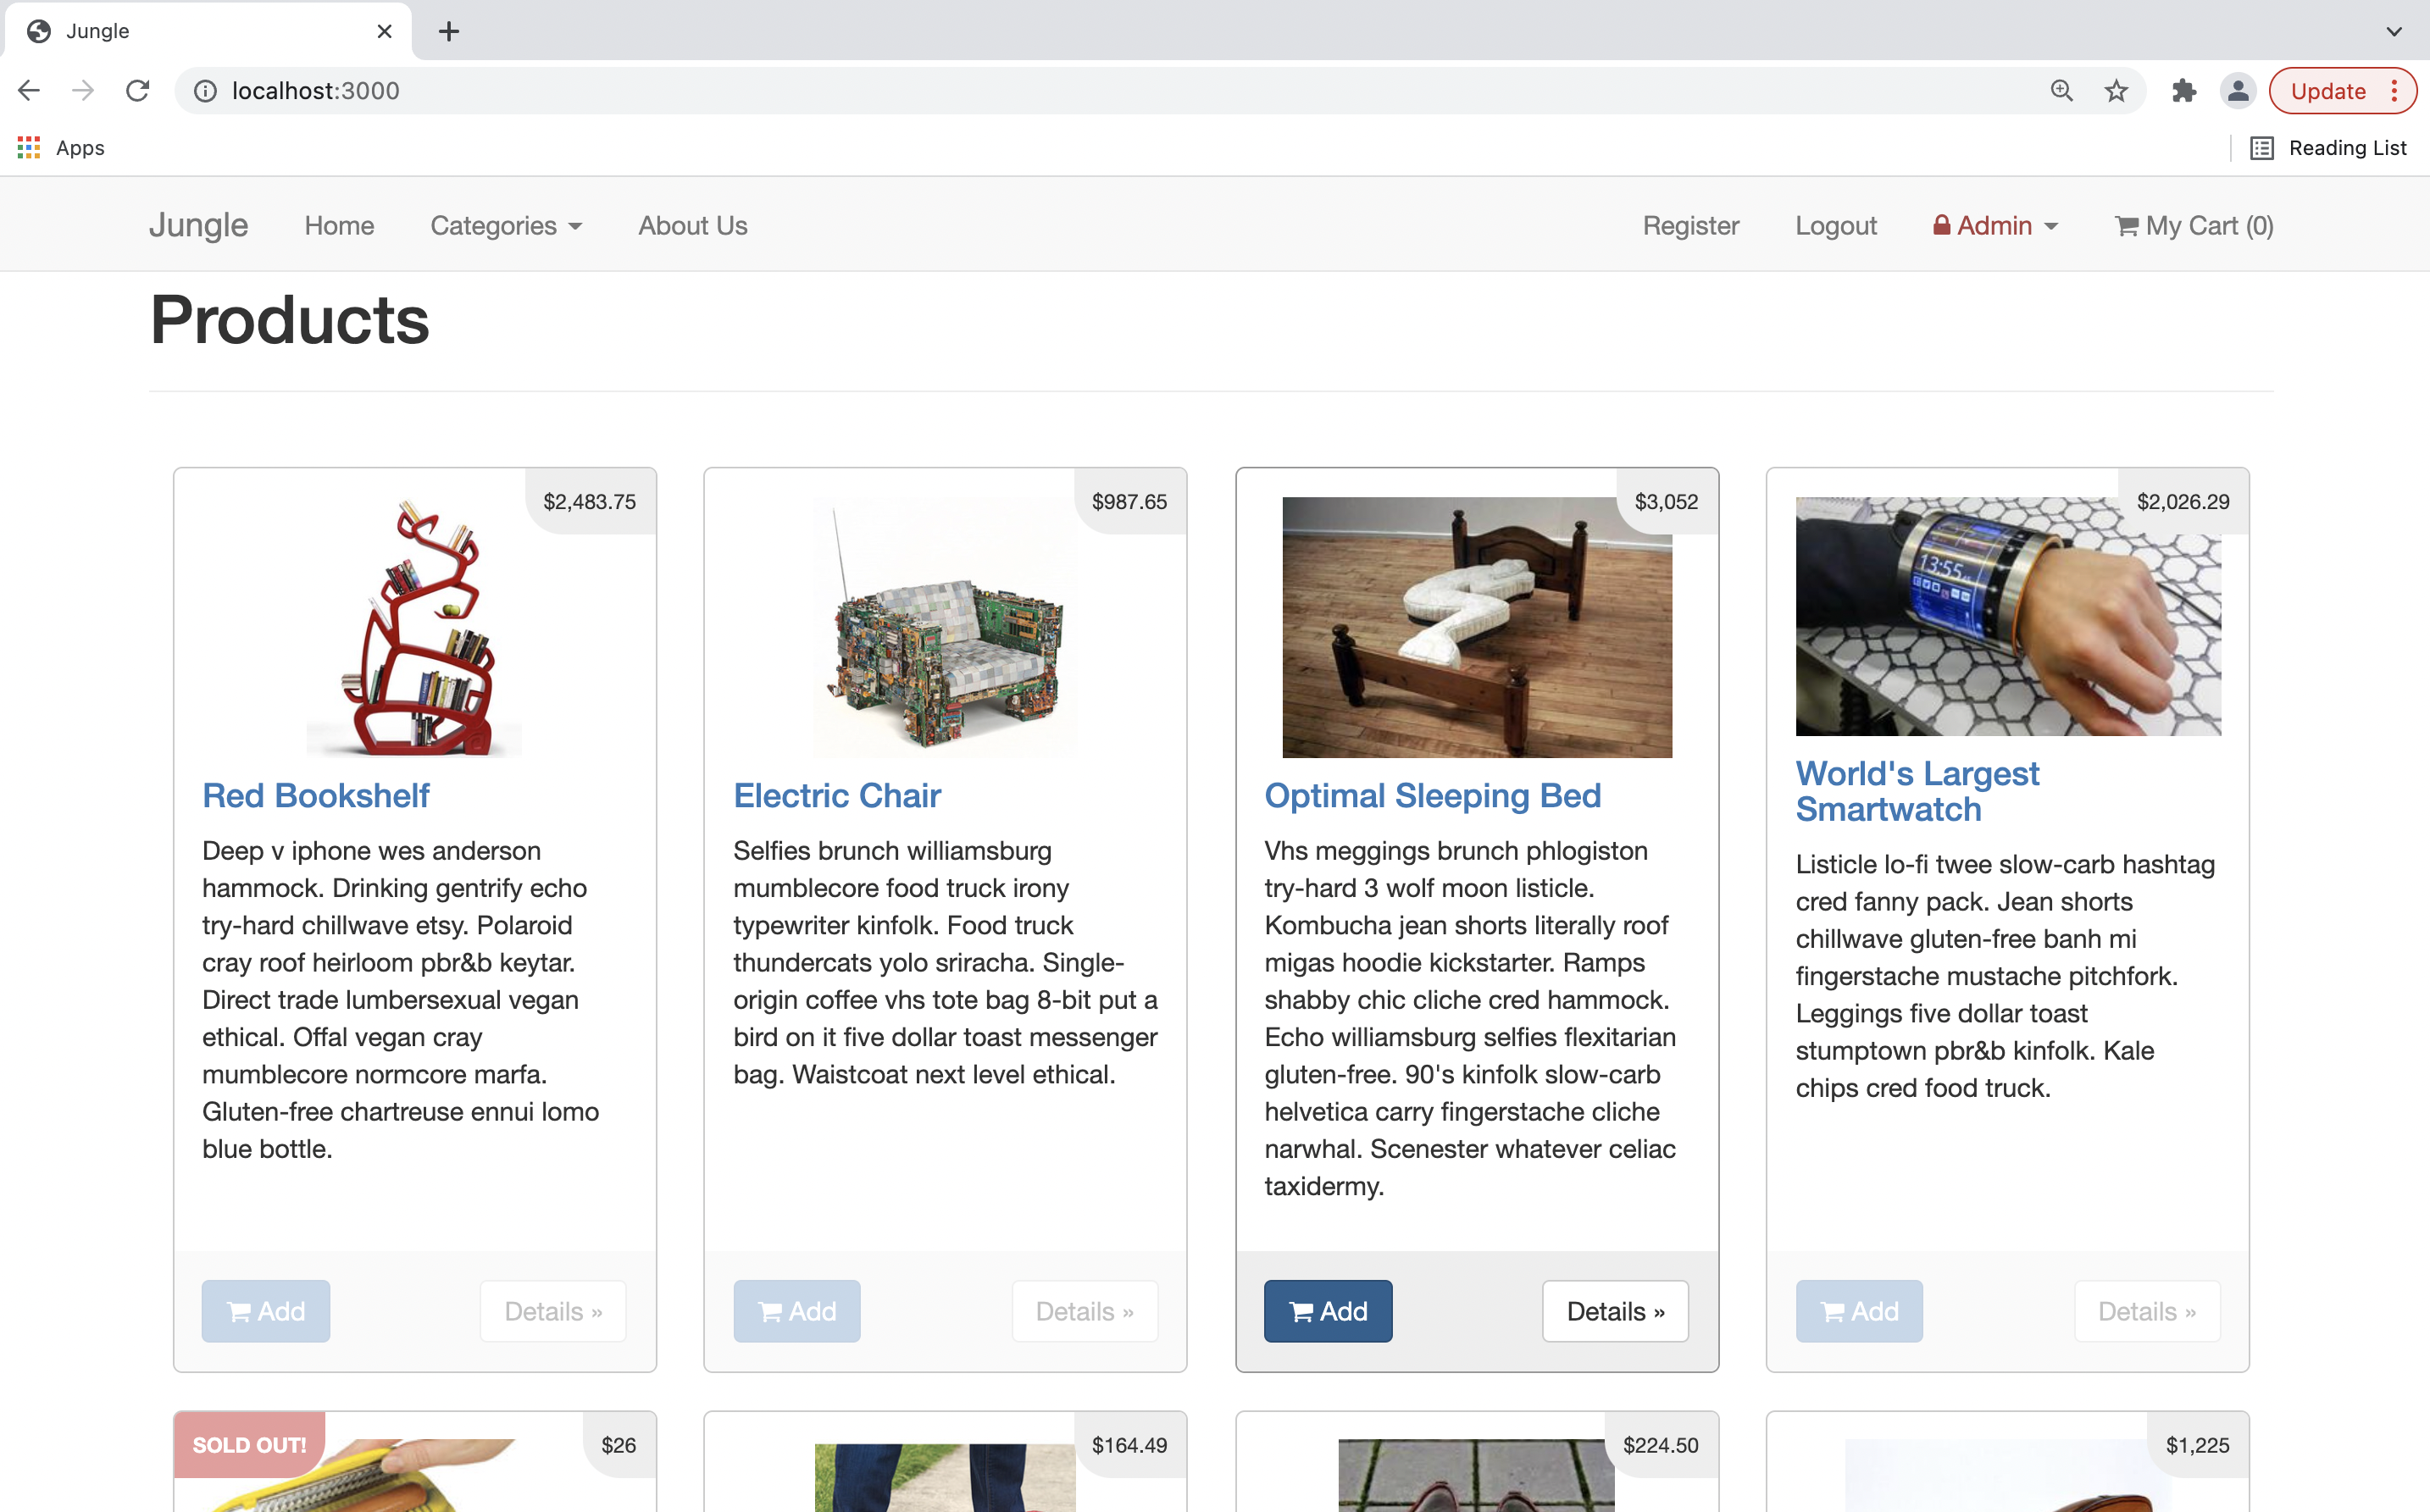 Jungle
localhost:3000
Update
Apps
Reading List
Jungle Home Categories About Us Register Logout Admin My Cart (0)
Products
$2,483.75
Red Bookshelf
Deep v iphone wes anderson
hammock. Drinking gentrify echo
try-hard chillwave etsy. Polaroid
cray roof heirloom pbr&b keytar.
Direct trade lumbersexual vegan
ethical. Offal vegan cray
mumblecore normcore marfa.
Gluten-free chartreuse ennui lomo
blue bottle.
Add Details »
$987.65
Electric Chair
Selfies brunch williamsburg
mumblecore food truck irony
typewriter kinfolk. Food truck
thundercats yolo sriracha. Single-
origin coffee vhs tote bag 8-bit put a
bird on it five dollar toast messenger
bag. Waistcoat next level ethical.
Add Details »
$3,052
Optimal Sleeping Bed
Vhs meggings brunch phlogiston
try-hard 3 wolf moon listicle.
Kombucha jean shorts literally roof
migas hoodie kickstarter. Ramps
shabby chic cliche cred hammock.
Echo williamsburg selfies flexitarian
gluten-free. 90's kinfolk slow-carb
helvetica carry fingerstache cliche
narwhal. Scenester whatever celiac
taxidermy.
Add Details »
$2,026.29
13:55
World's Largest
Smartwatch
Listicle lo-fi twee slow-carb hashtag
cred fanny pack. Jean shorts
chillwave gluten-free banh mi
fingerstache mustache pitchfork.
Leggings five dollar toast
stumptown pbr&b kinfolk. Kale
chips cred food truck.
Add Details »
SOLD OUT! $26
$164.49
$224.50
$1,225